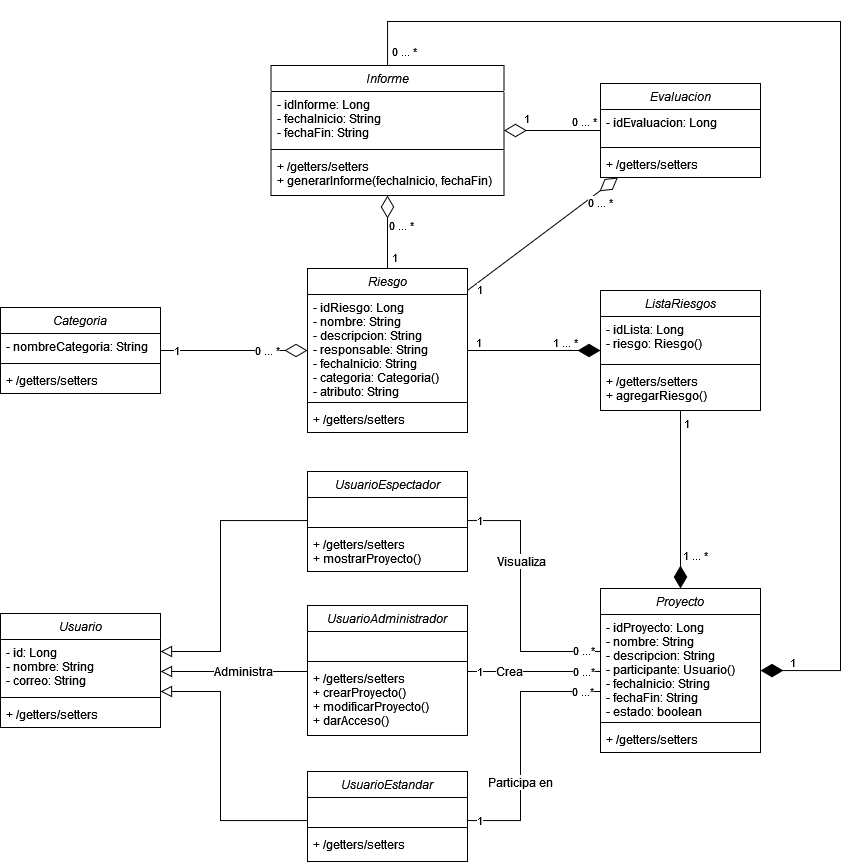 0 ... *
Informe
- idInforme: Long
- fechaInicio: String
- fechaFin: String
+ /getters/setters
+ generarInforme(fechaInicio, fechaFin)
1
0 ... *
Evaluacion
- idEvaluacion: Long
+ /getters/setters
0 ... *
0 ... *
1
1
Categoria
- nombreCategoria: String
+ /getters/setters
1
0 ... *
Riesgo
- idRiesgo: Long
- nombre: String
- descripcion: String
- responsable: String
- fechaInicio: String
- categoria: Categoria()
- atributo: String
+ /getters/setters
1
1 ... *
ListaRiesgos
- idLista: Long
- riesgo: Riesgo()
+ /getters/setters
+ agregarRiesgo()
1
1 ... *
UsuarioEspectador
+ /getters/setters
+ mostrarProyecto()
1
Visualiza
0 ...*
Usuario
- id: Long
- nombre: String
- correo: String
+ /getters/setters
Administra
UsuarioAdministrador
+ /getters/setters
+ crearProyecto()
+ modificarProyecto()
+ darAcceso()
1
Crea
0 ...*
0 ...*
Proyecto
- idProyecto: Long
- nombre: String
- descripcion: String
- participante: Usuario()
- fechaInicio: String
- fechaFin: String
- estado: boolean
+ /getters/setters
1
UsuarioEstandar
+ /getters/setters
1
Participa en